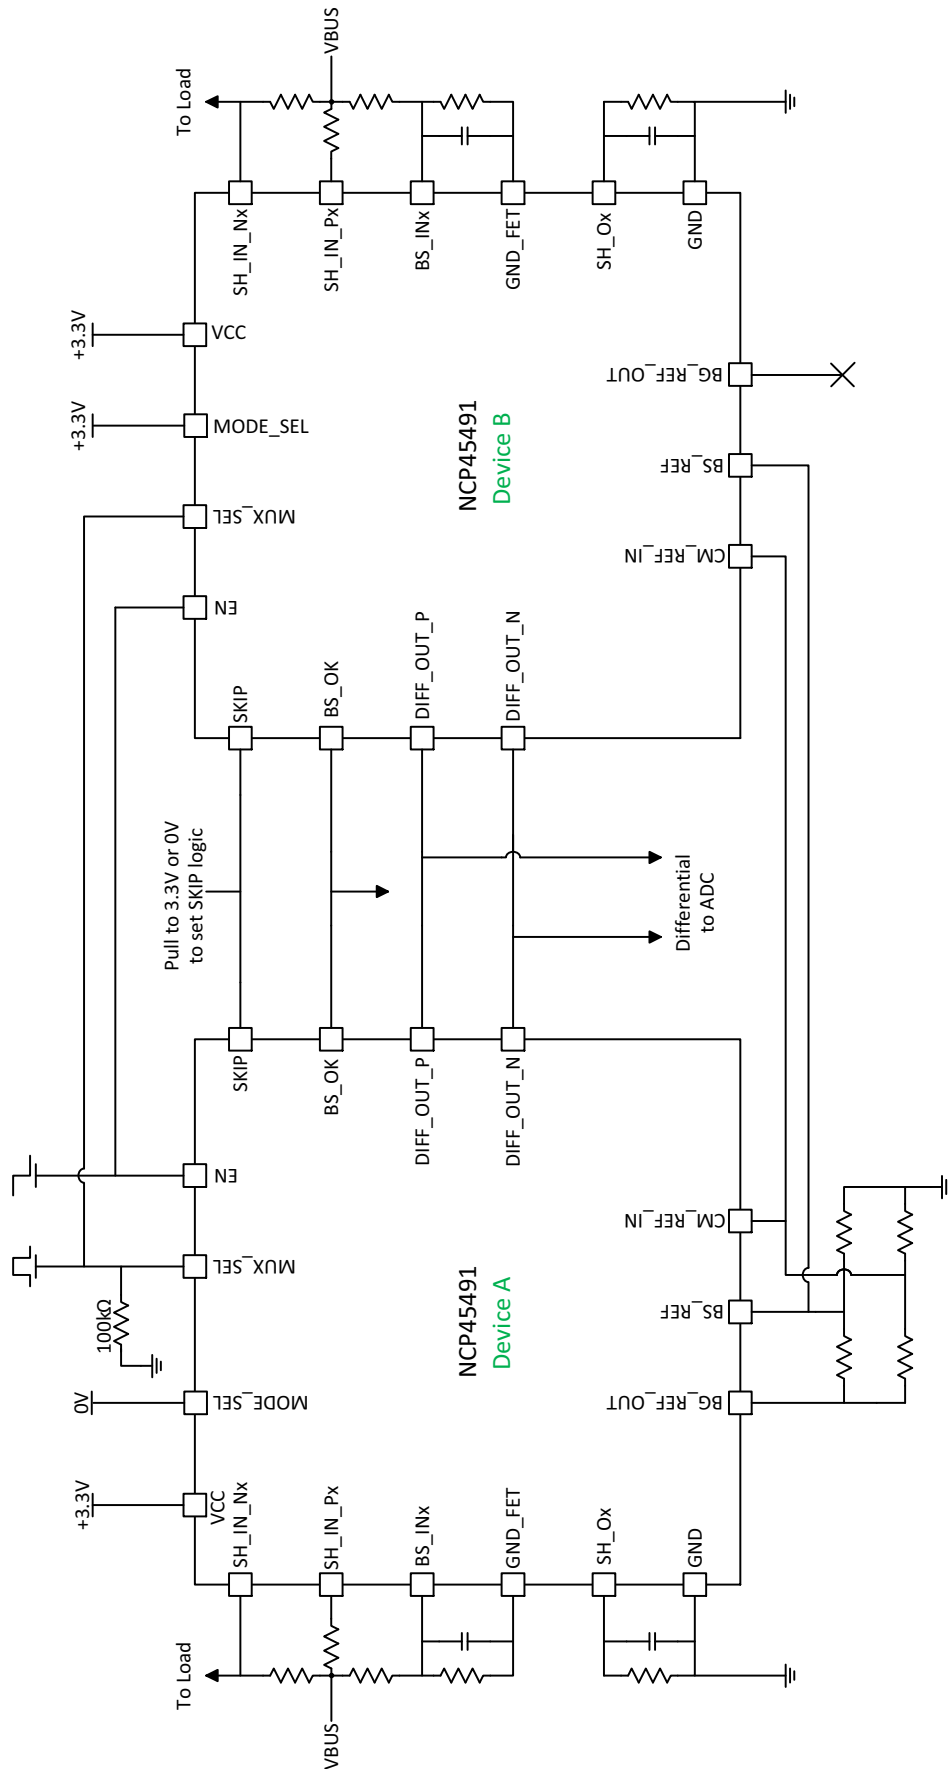 VBUS
To Load
SH_IN_Nx
SH_IN_Px
BS_INx
GND_FET
SH_Ox
GND
+3.3V
VCC
+3.3V
MODE_SEL
MUX_SEL
EN
BG_REF_OUT
BS_REF
CM_REF_IN
NCP45491
Device B
SKIP
BS_OK
DIFF_OUT_P
DIFF_OUT_N
Pull to 3.3V or 0V
to set SKIP logic
Differential
to ADC
SKIP
BS_OK
DIFF_OUT_P
DIFF_OUT_N
EN
MUX_SEL
100kΩ
0V
MODE_SEL
+3.3V
VCC
CM_REF_IN
BS_REF
BG_REF_OUT
NCP45491
Device A
SH_IN_Nx
SH_IN_Px
BS_INx
GND_FET
SH_Ox
GND
To Load
VBUS